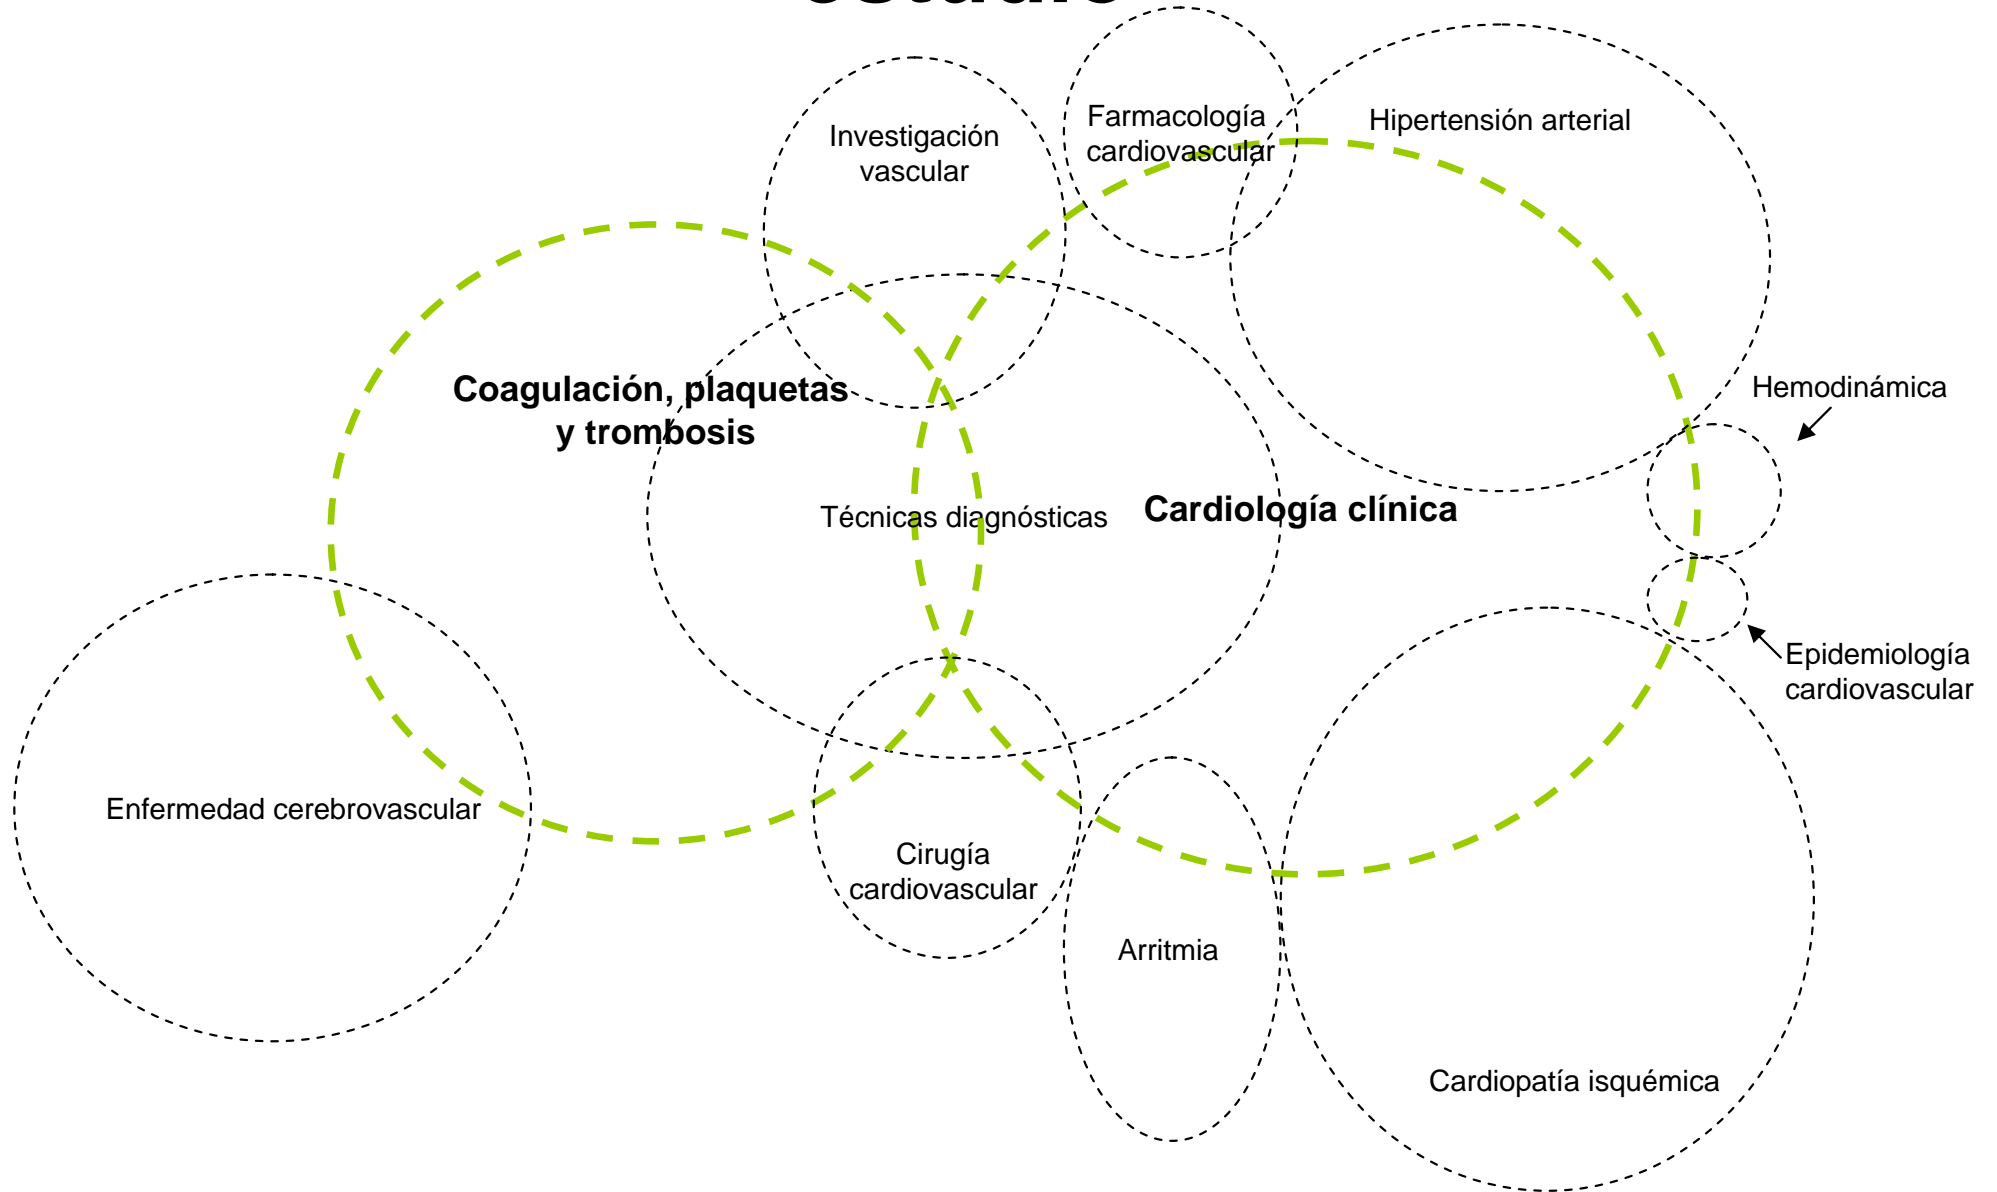 Farmacología
cardiovascular
Hipertensión arterial
Investigación
vascular
Coagulación, plaquetas
y trombosis
Hemodinámica
Técnicas diagnósticas
Cardiología clínica
Epidemiología
cardiovascular
Enfermedad cerebrovascular
Cirugía
cardiovascular
Arritmia
Cardiopatía isquémica